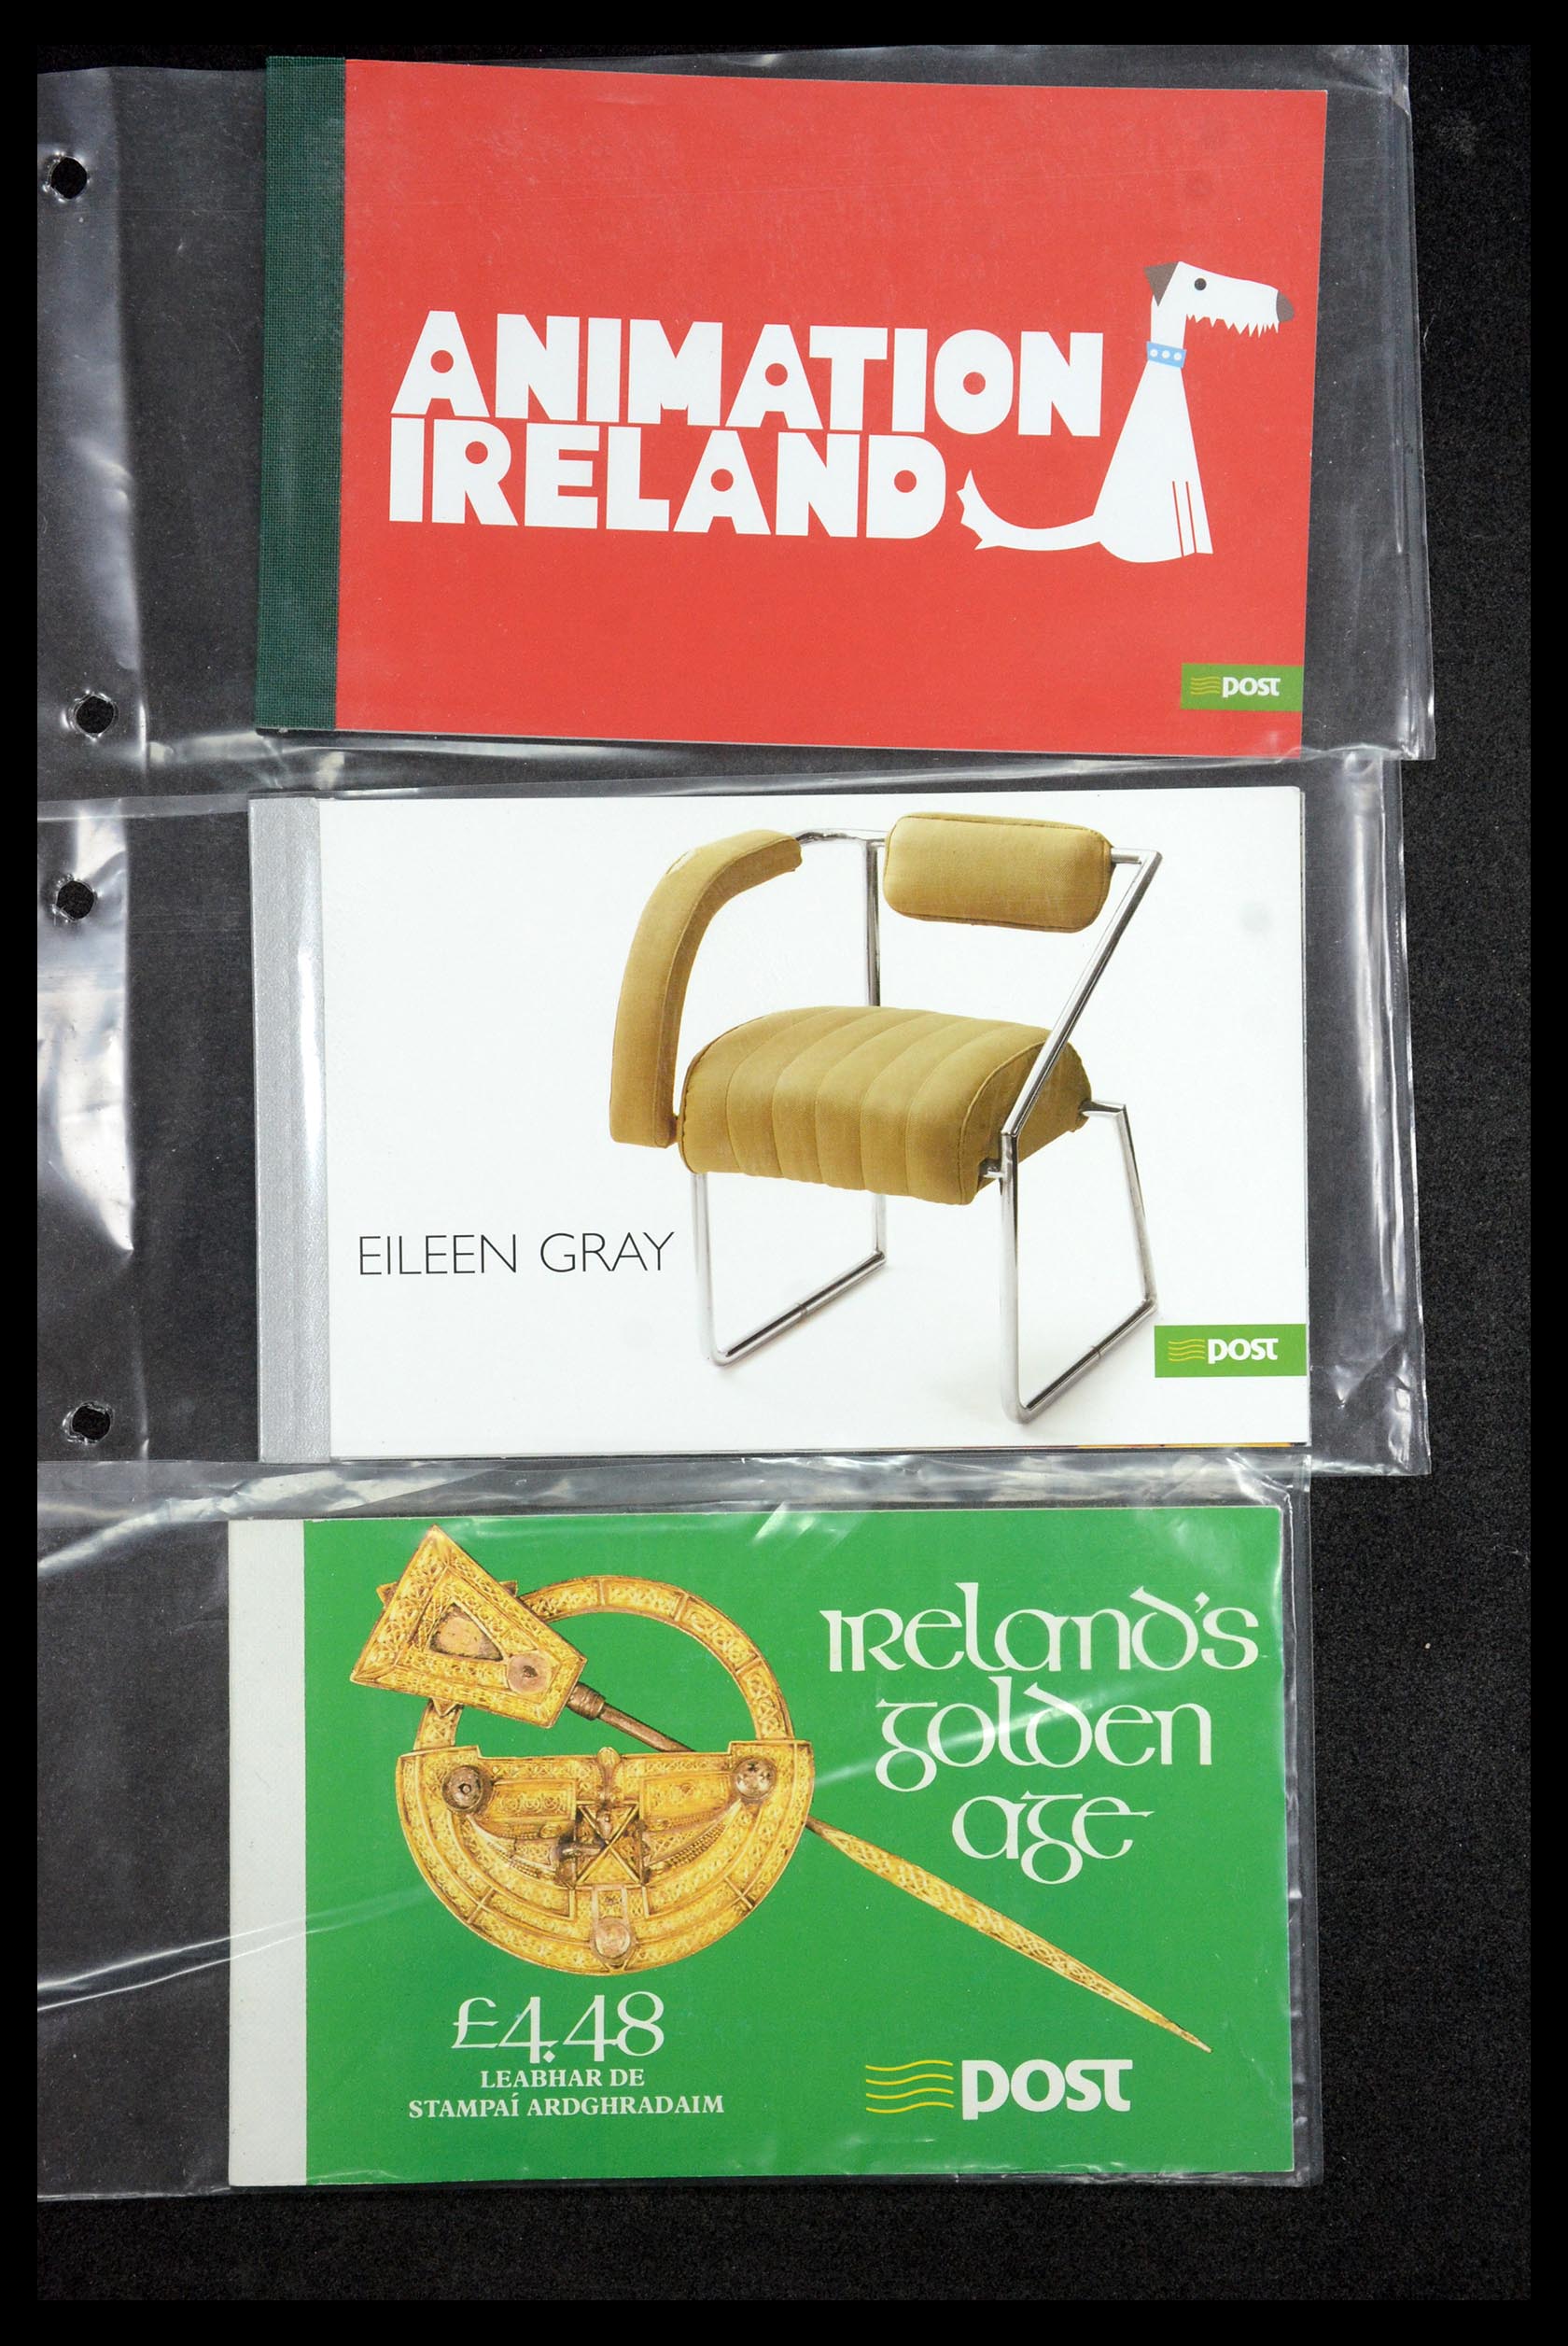 ANIMATION
IRELAND
post
EILEEN GRAY
post
Ireland's
golden
age
£4.48
LEABHAR DE
STAMPAÍ ARDGHRADAIM
post